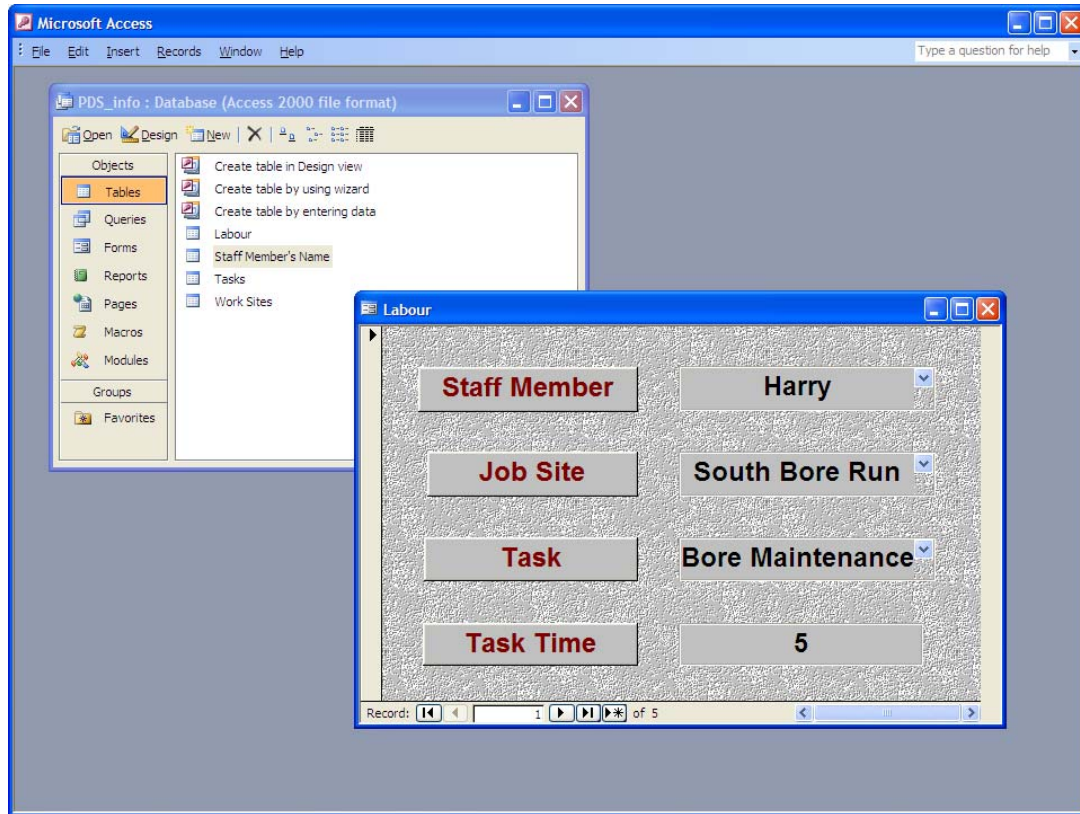 Microsoft Access
File Edit Insert Records Window Help
Type a question for help
PDS_info : Database (Access 2000 file format)
Open Design New
Objects
Tables
Queries
Forms
Reports
Pages
Macros
Modules
Groups
Favorites
Create table in Design view
Create table by using wizard
Create table by entering data
Labour
Staff Member's Name
Tasks
Work Sites
Labour
Staff Member Harry
Job Site South Bore Run
Task Bore Maintenance
Task Time 5
Record: 1 of 5